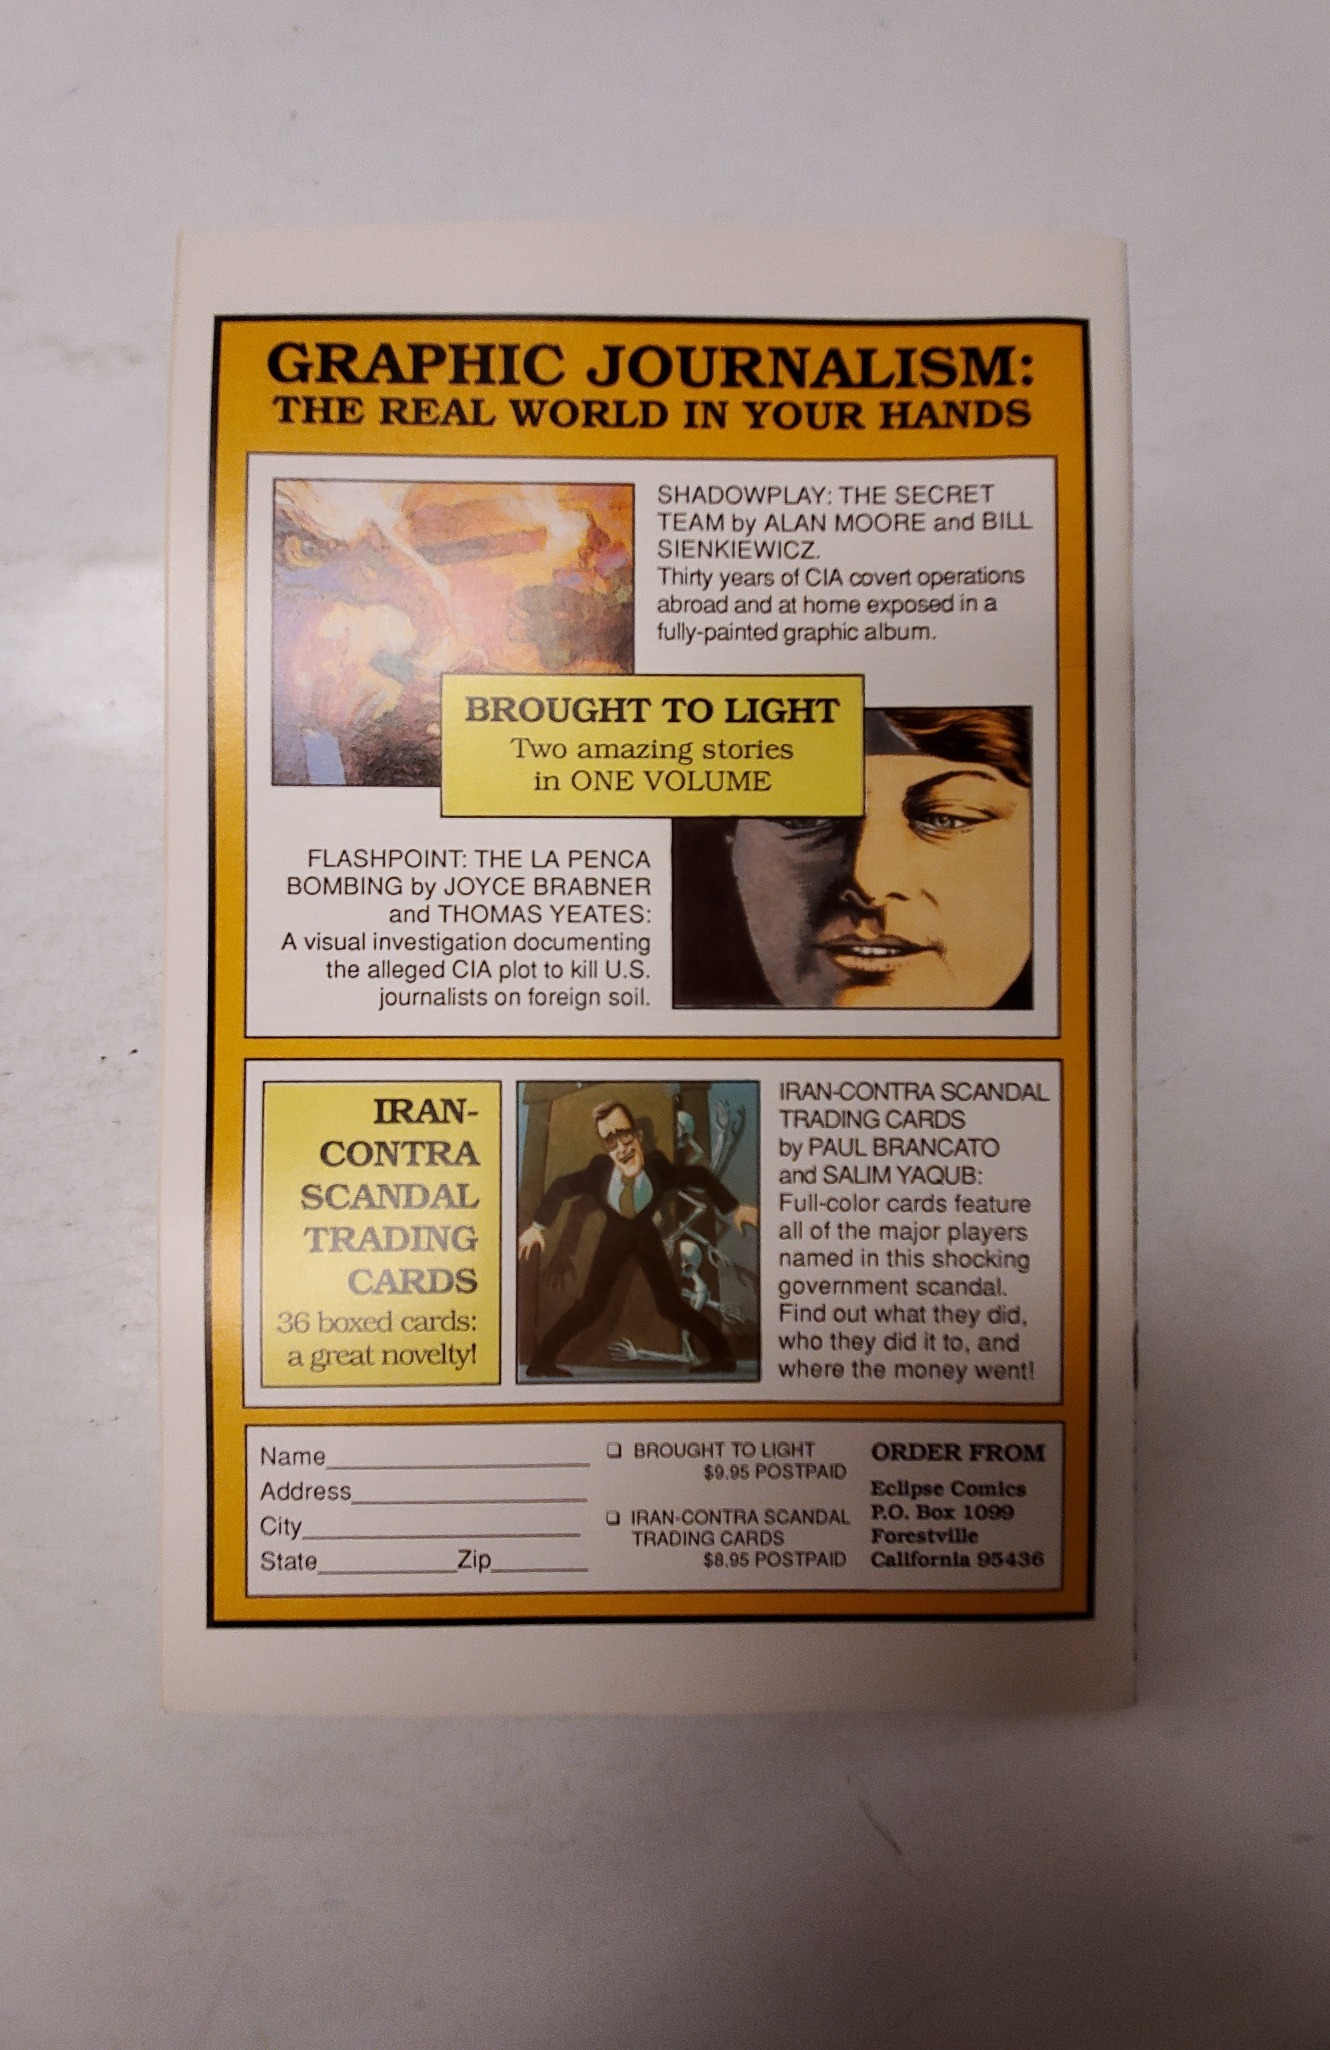 GRAPHIC JOURNALISM:
THE REAL WORLD IN YOUR HANDS
SHADOWPLAY: THE SECRET
TEAM by ALAN MOORE and BILL
SIENKIEWICZ.
Thirty years of CIA covert operations
abroad and at home exposed in a
fully-painted graphic album.
BROUGHT TO LIGHT
Two amazing stories
in ONE VOLUME
FLASHPOINT: THE LA PENCA
BOMBING by JOYCE BRABNER
and THOMAS YEATES:
A visual investigation documenting
the alleged CIA plot to kill U.S.
journalists on foreign soil.
IRAN-
CONTRA
SCANDAL
TRADING
CARDS
36 boxed cards:
a great novelty!
IRAN-CONTRA SCANDAL
TRADING CARDS
by PAUL BRANCATO
and SALIM YAQUB:
Full-color cards feature
all of the major players
named in this shocking
government scandal.
Find out what they did,
who they did it to, and
where the money went!
Name
Address
City
State Zip
BROUGHT TO LIGHT
$9.95 POSTPAID
IRAN-CONTRA SCANDAL
TRADING CARDS
$8.95 POSTPAID
ORDER FROM
Eclipse Comics
P.O. Box 1099
Forestville
California 95436